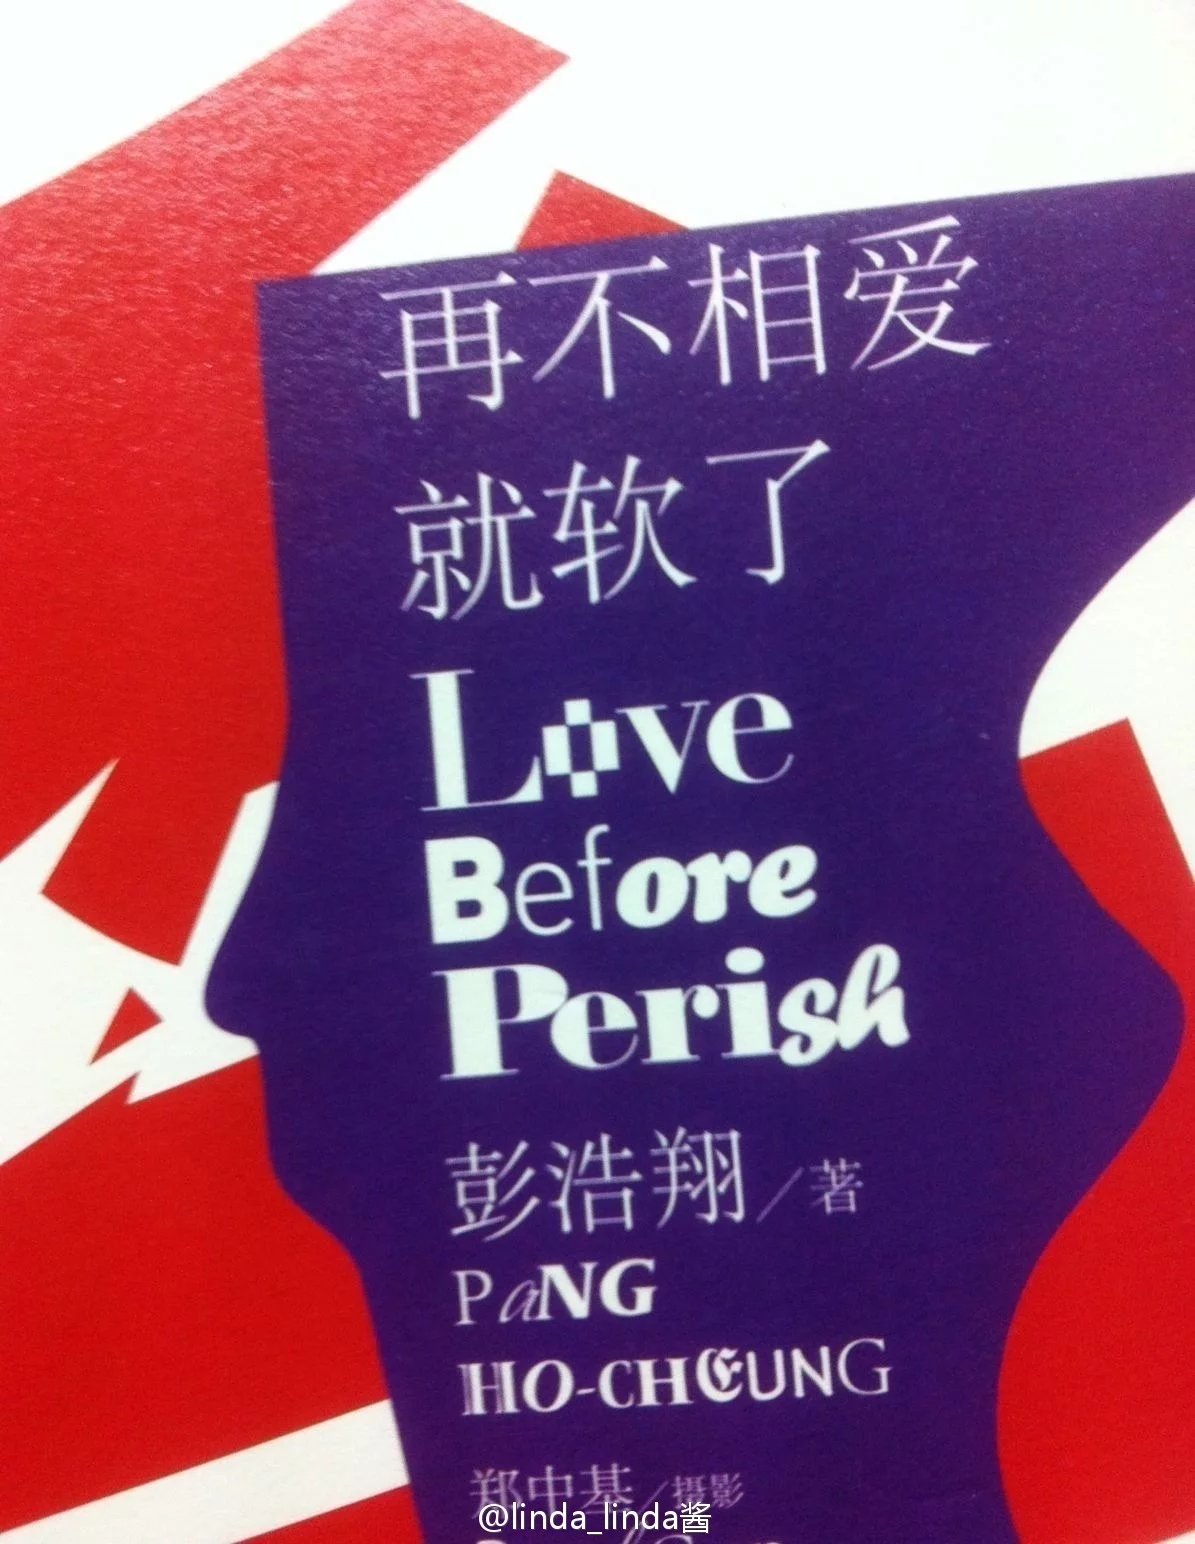 再不相爱
就软了
Love
Before
Perish
彭浩翔/著
PaNG
HO-CHEUNG
郑中基/摄影
@linda_linda酱